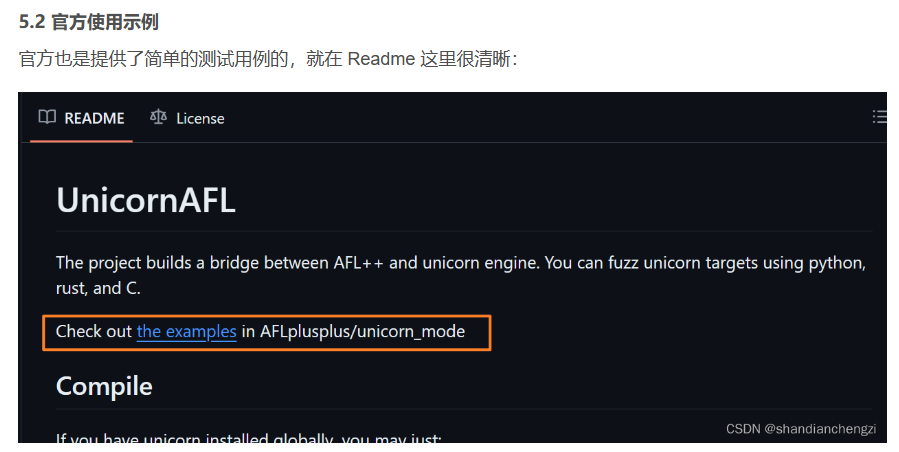 5.2 官方使用示例
官方也是提供了简单的测试用例的，就在 Readme 这里很清晰：
README License
UnicornAFL
The project builds a bridge between AFL++ and unicorn engine. You can fuzz unicorn targets using python,
rust, and C.
Check out the examples in AFLplusplus/unicorn_mode
Compile
If you have unicorn installed globally, you may just:
CSDN @shandianchengzi